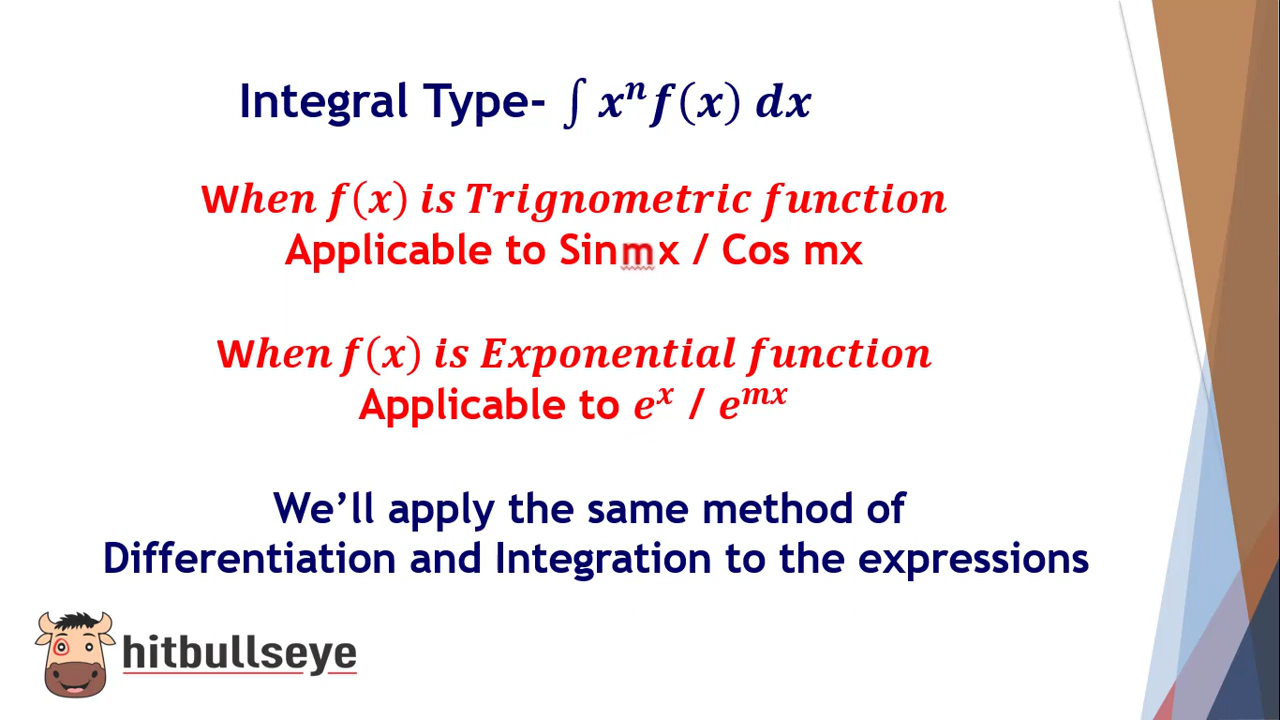 Integral Type- ∫ xⁿf(x) dx
When f(x) is Trignometric function
Applicable to Sin m x / Cos mx
When f(x) is Exponential function
Applicable to eˣ / eᵐˣ
We’ll apply the same method of
Differentiation and Integration to the expressions
hitbullseye